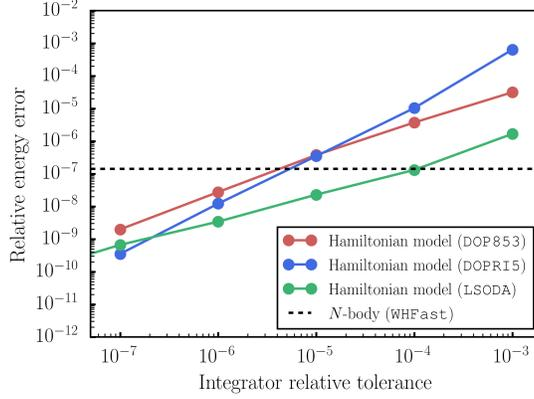 Relative energy error
10−2
10−3
10−4
10−5
10−6
10−7
10−8
10−9
10−10
10−11
10−12
Hamiltonian model (DOP853)
Hamiltonian model (DOPRI5)
Hamiltonian model (LSODA)
N-body (WHFast)
10−7 10−6 10−5 10−4 10−3
Integrator relative tolerance